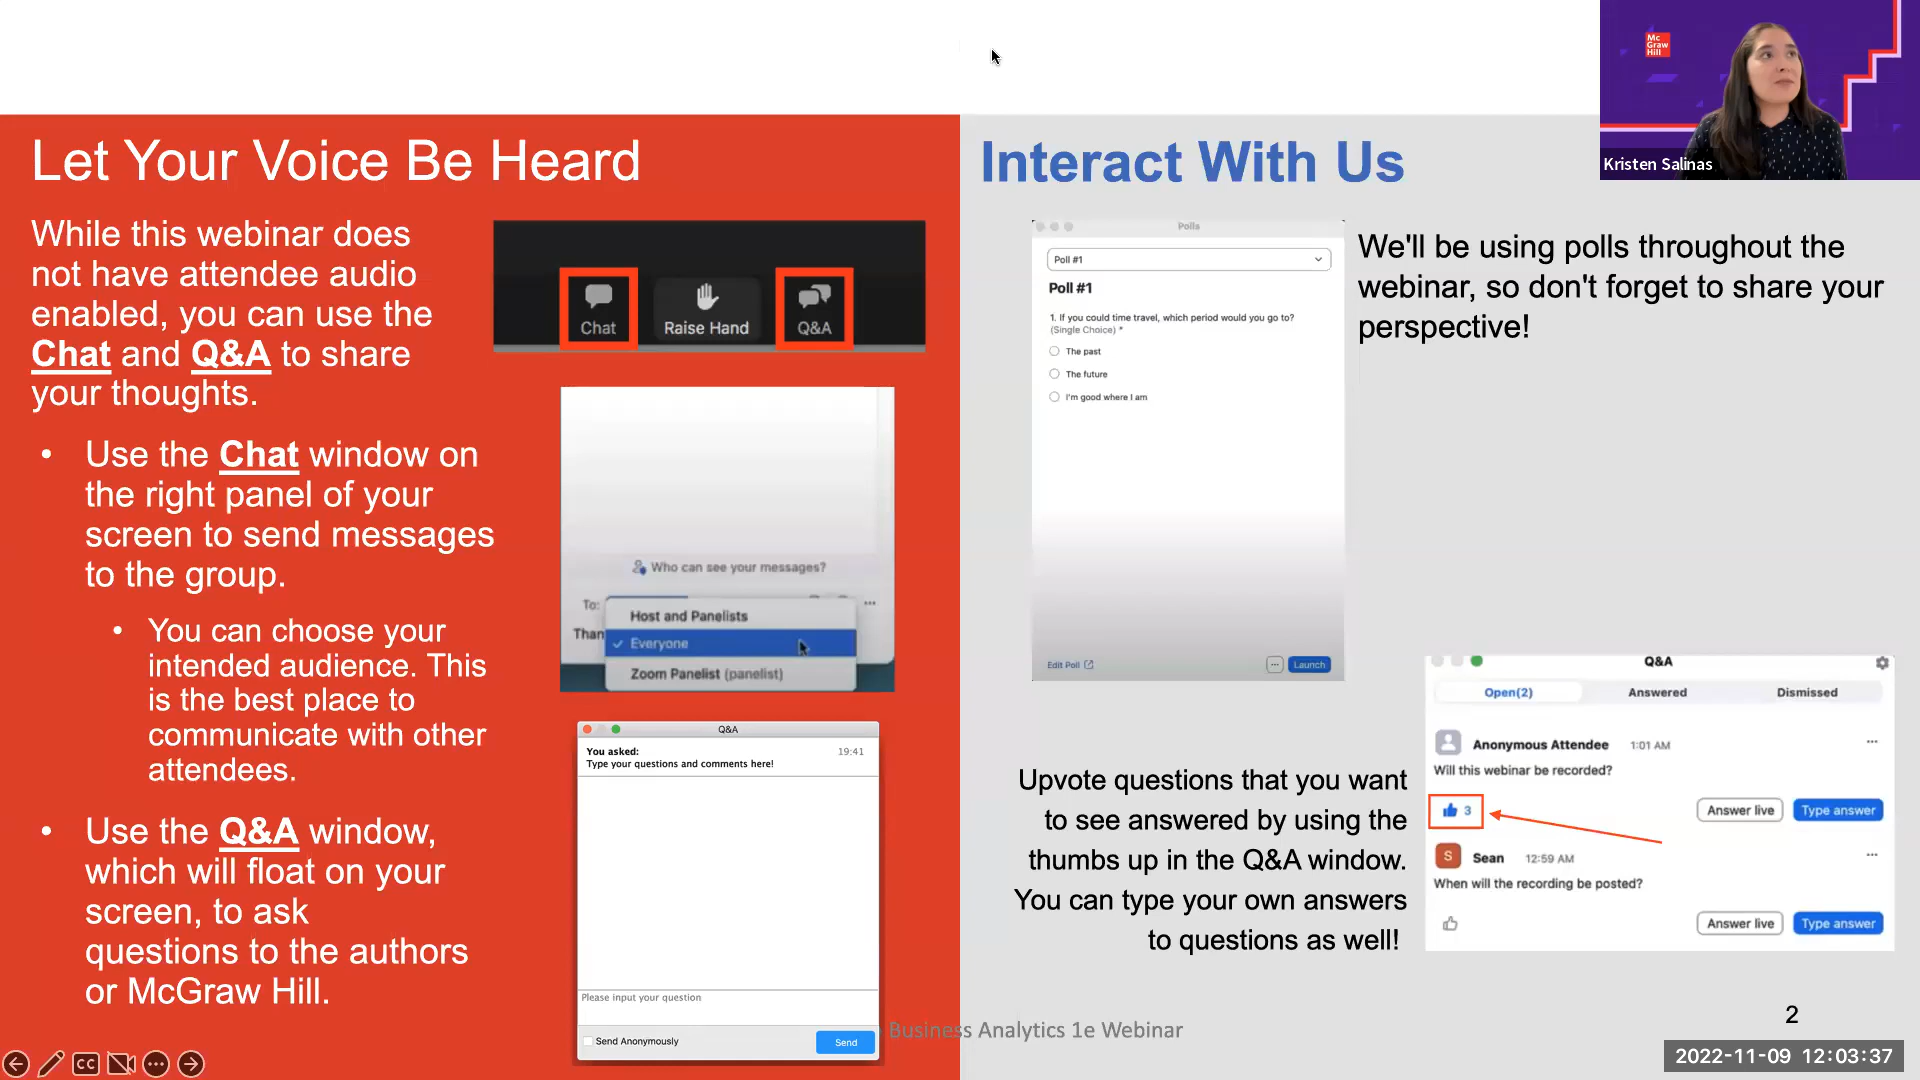 Mc
Graw
Hill
Kristen Salinas
Let Your Voice Be Heard
While this webinar does
not have attendee audio
enabled, you can use the
Chat and Q&A to share
your thoughts.
• Use the Chat window on
the right panel of your
screen to send messages
to the group.
• You can choose your
intended audience. This
is the best place to
communicate with other
attendees.
• Use the Q&A window,
which will float on your
screen, to ask
questions to the authors
or McGraw Hill.
Chat
Raise Hand
Q&A
Who can see your messages?
To:
Host and Panelists
Than
Everyone
Zoom Panelist (panelist)
Q&A
You asked: 19:41
Type your questions and comments here!
Please input your question
Send Anonymously
Send
Interact With Us
Polls
Poll #1
Poll #1
1. If you could time travel, which period would you go to?
(Single Choice) *
The past
The future
I'm good where I am
Edit Poll
Launch
We'll be using polls throughout the
webinar, so don't forget to share your
perspective!
Upvote questions that you want
to see answered by using the
thumbs up in the Q&A window.
You can type your own answers
to questions as well!
Q&A
Open(2) Answered Dismissed
Anonymous Attendee 1:01 AM
Will this webinar be recorded?
3
Answer live Type answer
S Sean 12:59 AM
When will the recording be posted?
Answer live Type answer
Business Analytics 1e Webinar
2
CC
2022-11-09 12:03:37